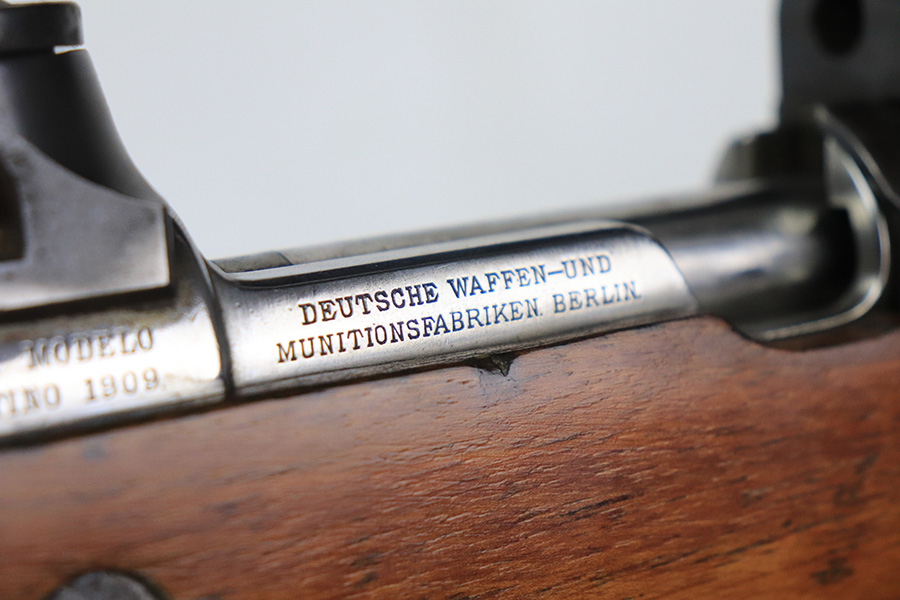 MODELO
TINO 1909
DEUTSCHE WAFFEN-UND
MUNITIONSFABRIKEN. BERLIN.